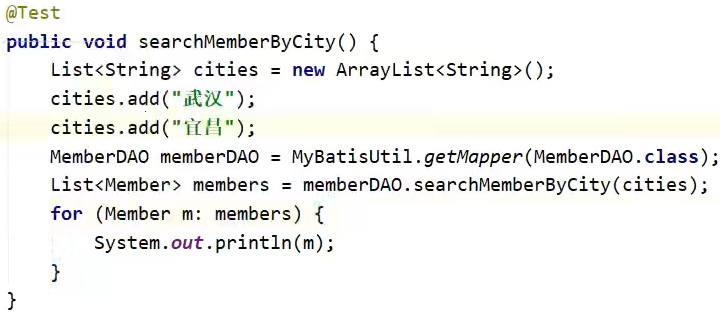 @Test
public void searchMemberByCity() {
    List<String> cities = new ArrayList<String>();
    cities.add("武汉");
    cities.add("宜昌");
    MemberDAO memberDAO = MyBatisUtil.getMapper(MemberDAO.class);
    List<Member> members = memberDAO.searchMemberByCity(cities);
    for (Member m: members) {
        System.out.println(m);
    }
}